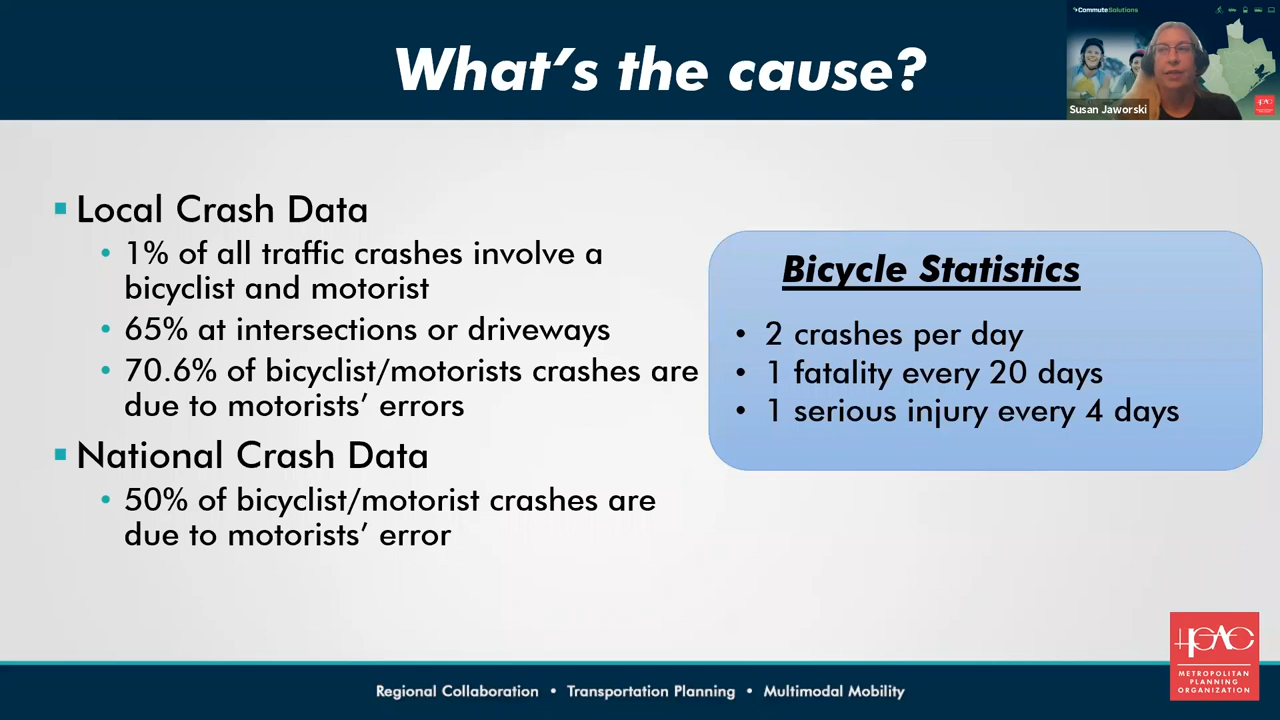 What's the cause?
CommuteSolutions
Susan Jaworski
Local Crash Data
1% of all traffic crashes involve a
bicyclist and motorist
65% at intersections or driveways
70.6% of bicyclist/motorists crashes are
due to motorists' errors
National Crash Data
50% of bicyclist/motorist crashes are
due to motorists' error
Bicycle Statistics
2 crashes per day
1 fatality every 20 days
1 serious injury every 4 days
HGAC
METROPOLITAN
PLANNING
ORGANIZATION
Regional Collaboration • Transportation Planning • Multimodal Mobility